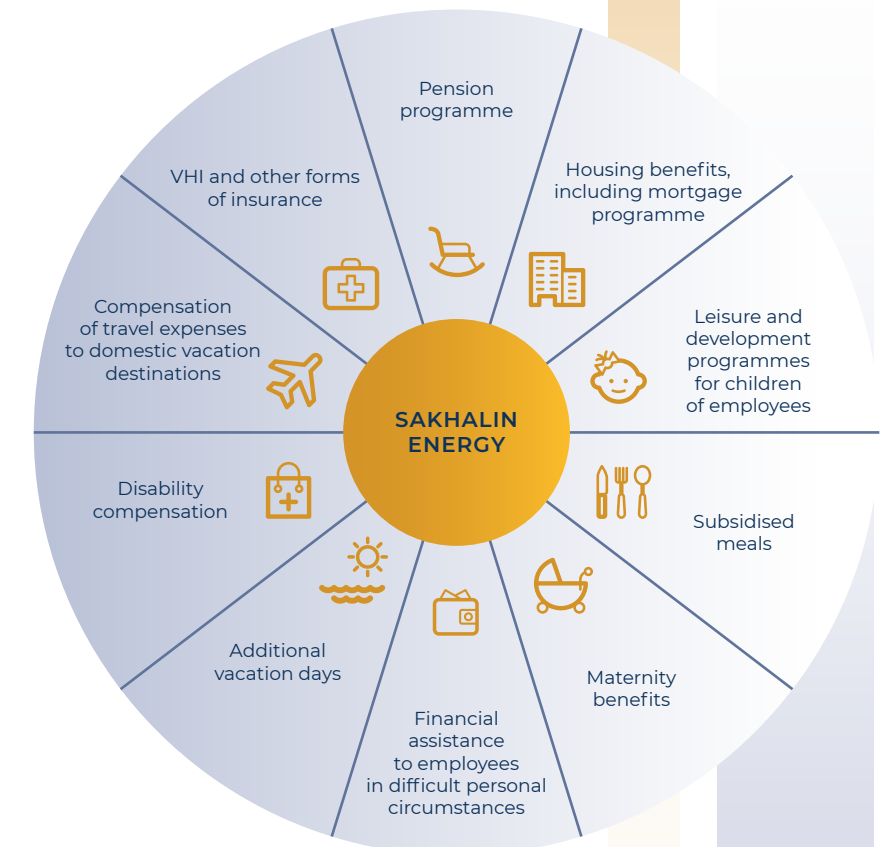 Pension
programme
Housing benefits,
including mortgage
programme
Leisure and
development
programmes
for children
of employees
Subsidised
meals
Maternity
benefits
Financial
assistance
to employees
in difficult personal
circumstances
Additional
vacation days
Disability
compensation
Compensation
of travel expenses
to domestic vacation
destinations
VHI and other forms
of insurance
SAKHALIN
ENERGY